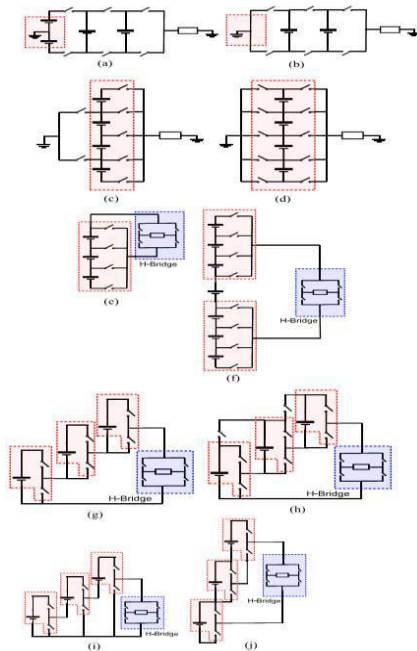 (a)
(b)
(c)
(d)
(e)
H-Bridge
(f)
H-Bridge
(g)
H-Bridge
(h)
H-Bridge
(i)
H-Bridge
(j)
H-Bridge